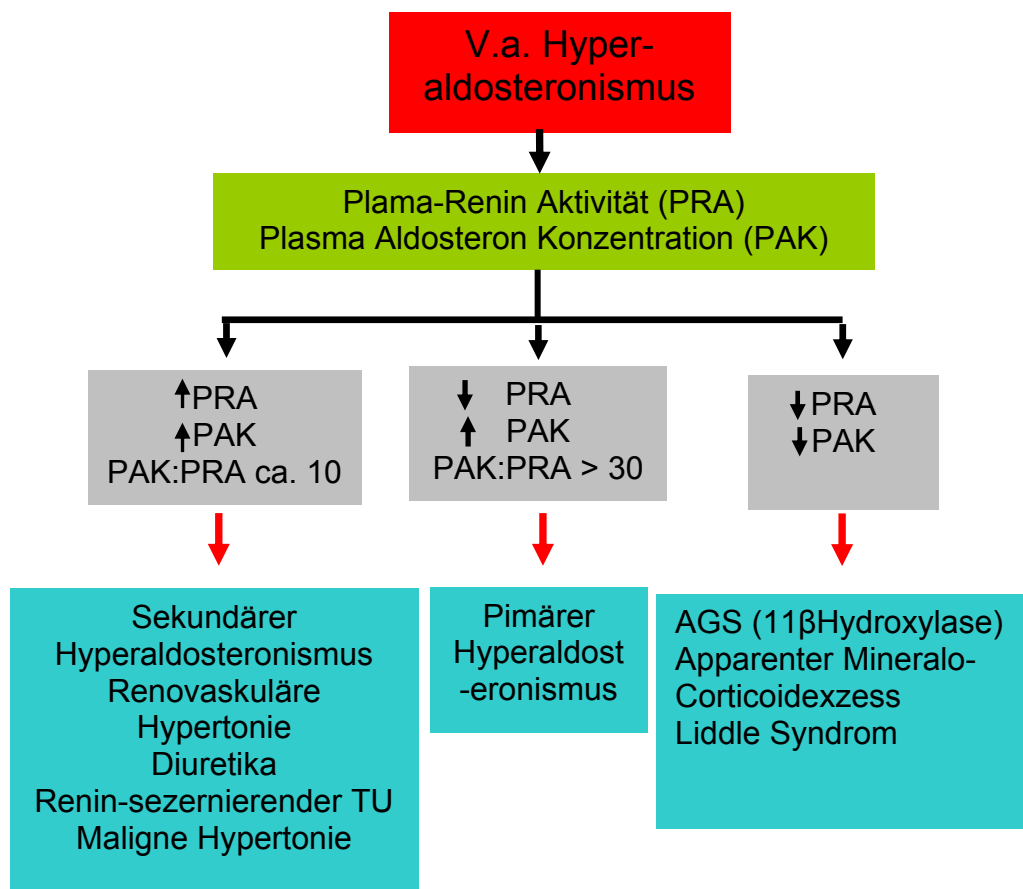 V.a. Hyper-
aldosteronismus
Plama-Renin Aktivität (PRA)
Plasma Aldosteron Konzentration (PAK)
↑PRA
↑PAK
PAK:PRA ca. 10
↓ PRA
↑ PAK
PAK:PRA > 30
↓PRA
↓PAK
Sekundärer
Hyperaldosteronismus
Renovaskuläre
Hypertonie
Diuretika
Renin-sezernierender TU
Maligne Hypertonie
Pimärer
Hyperaldost
-eronismus
AGS (11βHydroxylase)
Apparenter Mineralo-
Corticoidexzess
Liddle Syndrom